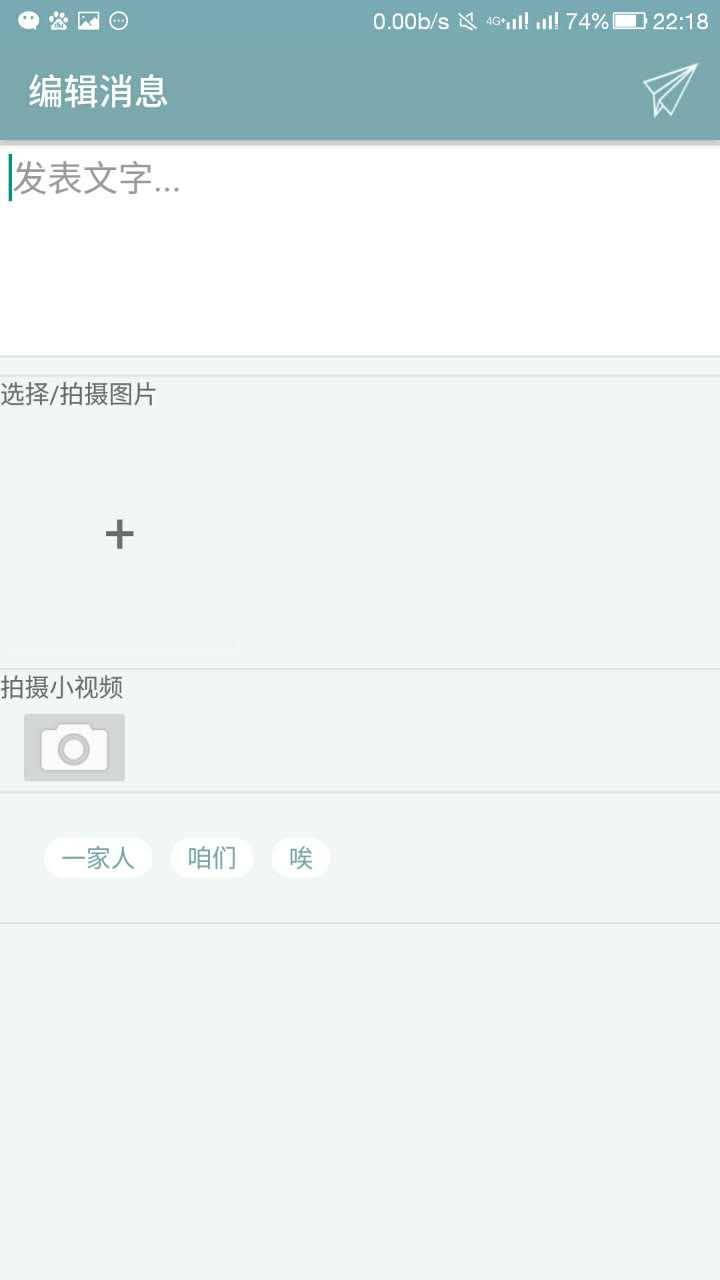 0.00b/s 4G+ 74% 22:18
编辑消息
发表文字...
选择/拍摄图片
+
拍摄小视频
一家人 咱们 唉